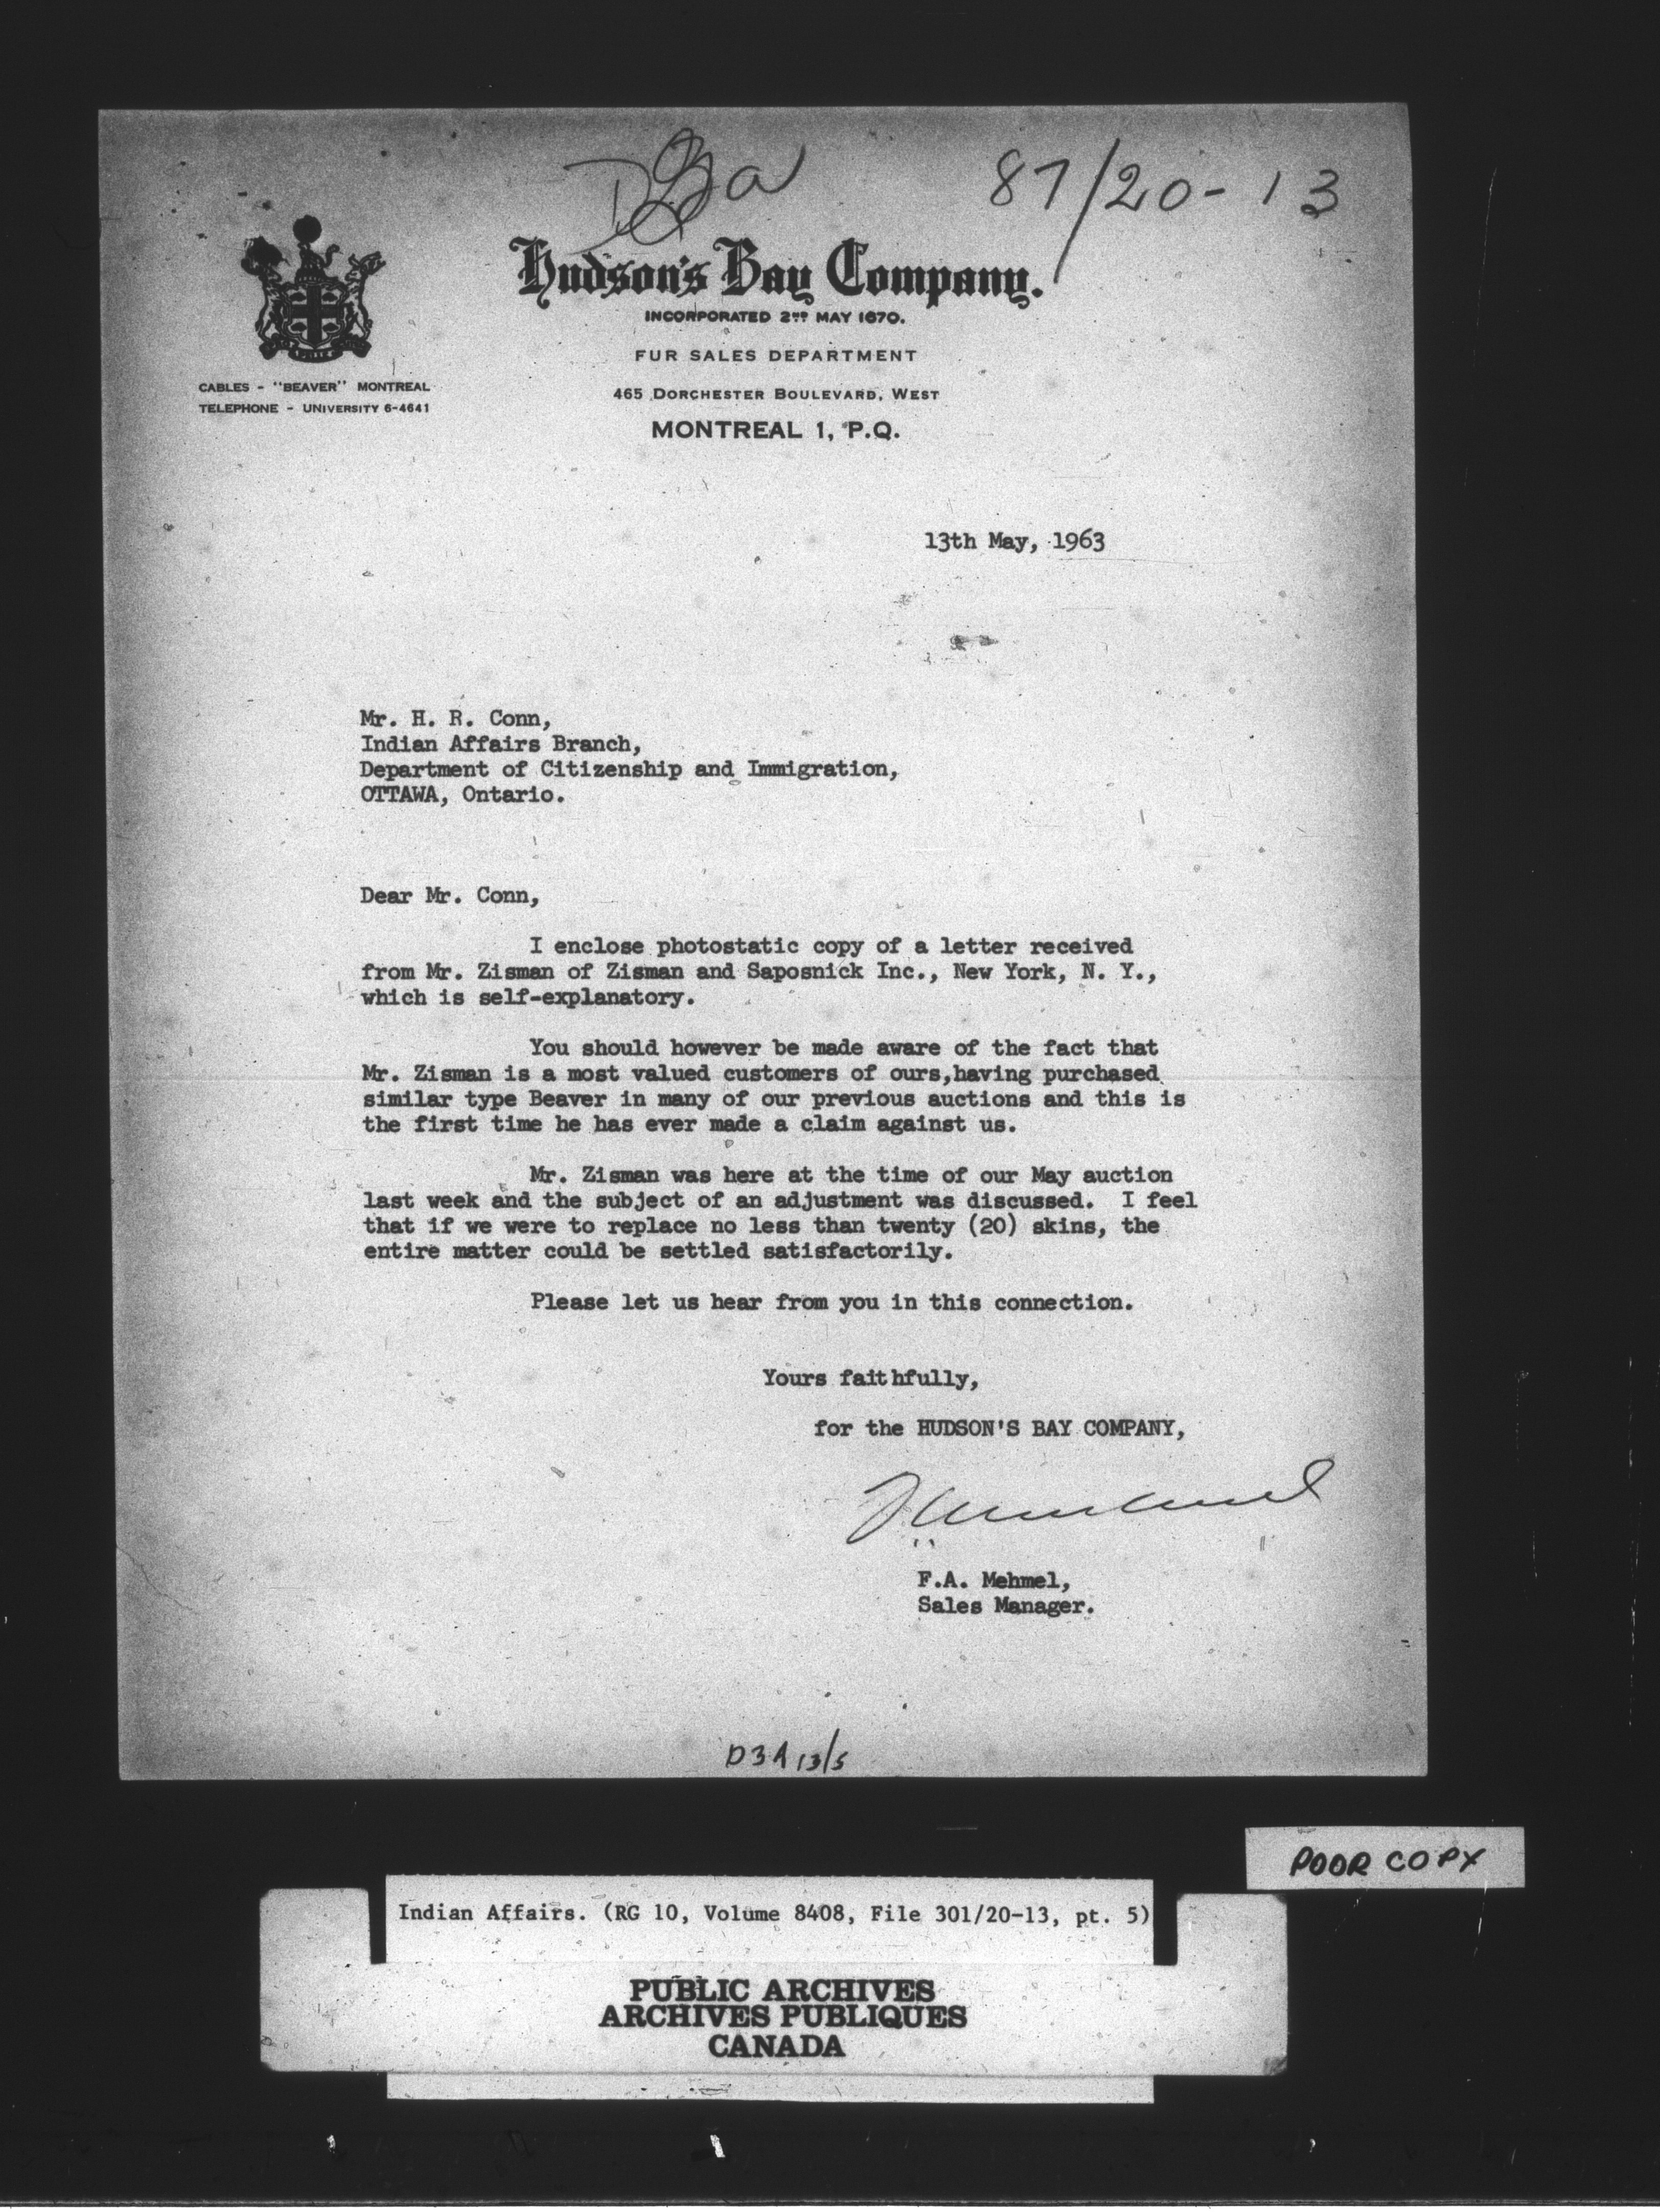 D3a
87/20-13
Hudson's Bay Company.
INCORPORATED 2ND MAY 1670.
FUR SALES DEPARTMENT
CABLES - "BEAVER" MONTREAL
TELEPHONE - UNIVERSITY 6-4641
465 DORCHESTER BOULEVARD, WEST
MONTREAL 1, P.Q.
13th May, 1963
Mr. H. R. Conn,
Indian Affairs Branch,
Department of Citizenship and Immigration,
OTTAWA, Ontario.
Dear Mr. Conn,
I enclose photostatic copy of a letter received
from Mr. Zisman of Zisman and Saposnick Inc., New York, N. Y.,
which is self-explanatory.
You should however be made aware of the fact that
Mr. Zisman is a most valued customers of ours,having purchased
similar type Beaver in many of our previous auctions and this is
the first time he has ever made a claim against us.
Mr. Zisman was here at the time of our May auction
last week and the subject of an adjustment was discussed. I feel
that if we were to replace no less than twenty (20) skins, the
entire matter could be settled satisfactorily.
Please let us hear from you in this connection.
Yours faithfully,
for the HUDSON'S BAY COMPANY,
F.A. Mehmel,
Sales Manager.
D3A 13/5
POOR COPY
Indian Affairs. (RG 10, Volume 8408, File 301/20-13, pt. 5)
PUBLIC ARCHIVES
ARCHIVES PUBLIQUES
CANADA